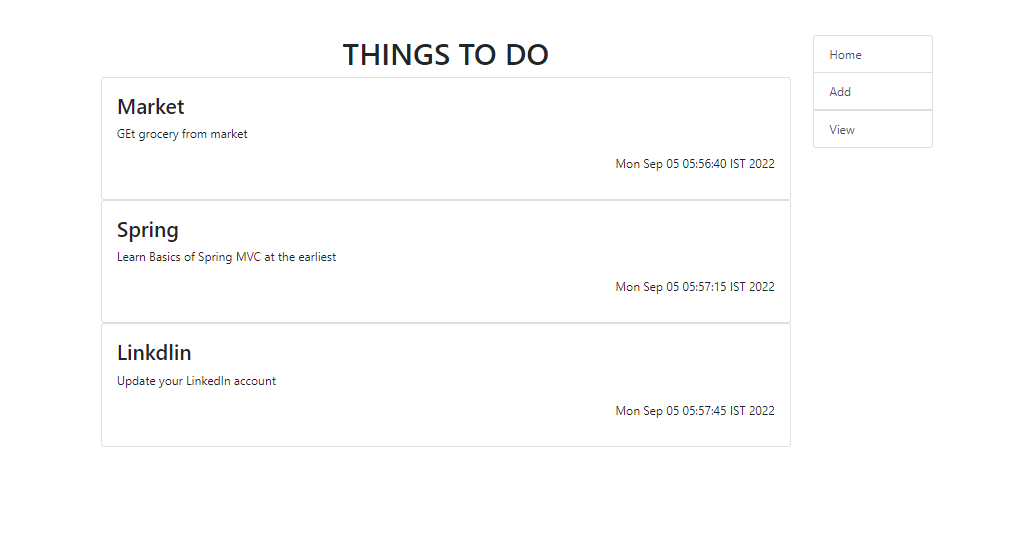 THINGS TO DO
Market
GEt grocery from market
Mon Sep 05 05:56:40 IST 2022
Spring
Learn Basics of Spring MVC at the earliest
Mon Sep 05 05:57:15 IST 2022
Linkdlin
Update your LinkedIn account
Mon Sep 05 05:57:45 IST 2022
Home
Add
View